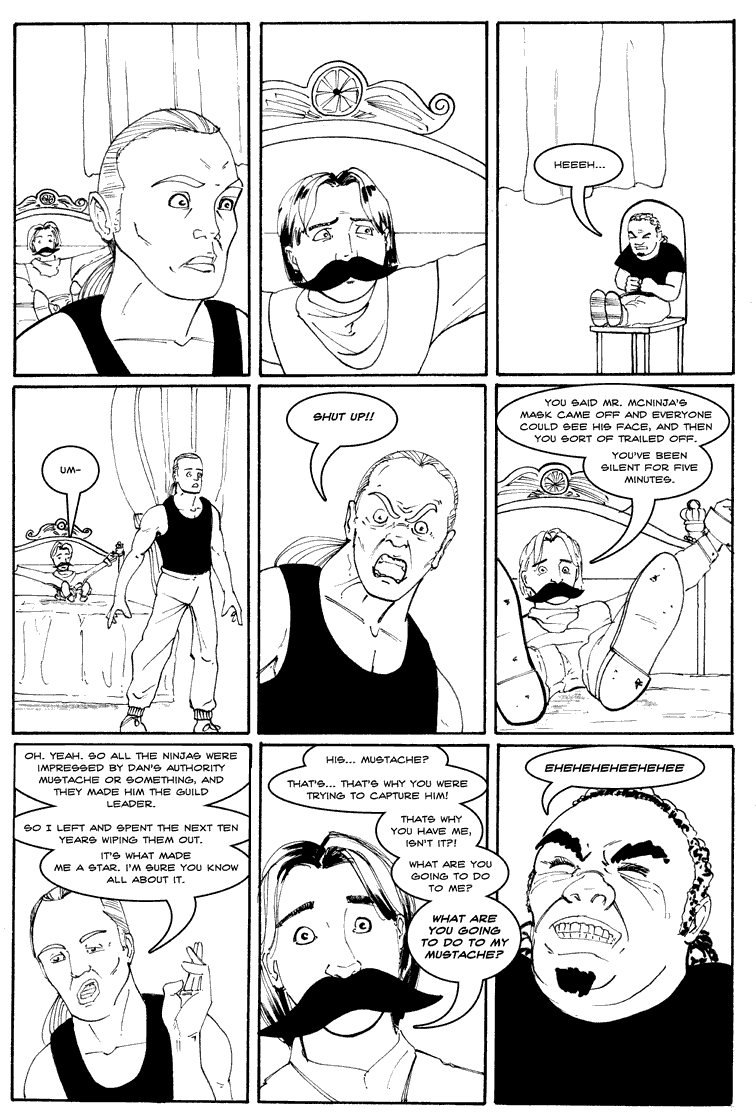 HEEEH...
UM-
SHUT UP!!
YOU SAID MR. MCNINJA'S
MASK CAME OFF AND EVERYONE
COULD SEE HIS FACE, AND THEN
YOU SORT OF TRAILED OFF.
YOU'VE BEEN
SILENT FOR FIVE
MINUTES.
OH. YEAH. SO ALL THE NINJAS WERE
IMPRESSED BY DAN'S AUTHORITY
MUSTACHE OR SOMETHING, AND
THEY MADE HIM THE GUILD
LEADER.
SO I LEFT AND SPENT THE NEXT TEN
YEARS WIPING THEM OUT.
IT'S WHAT MADE
ME A STAR. I'M SURE YOU KNOW
ALL ABOUT IT.
HIS... MUSTACHE?
THAT'S... THAT'S WHY YOU WERE
TRYING TO CAPTURE HIM!
THATS WHY
YOU HAVE ME,
ISN'T IT?!
WHAT ARE YOU
GOING TO DO
TO ME?
WHAT ARE
YOU GOING
TO DO TO MY
MUSTACHE?
EHEHEHEHEEHEHEE